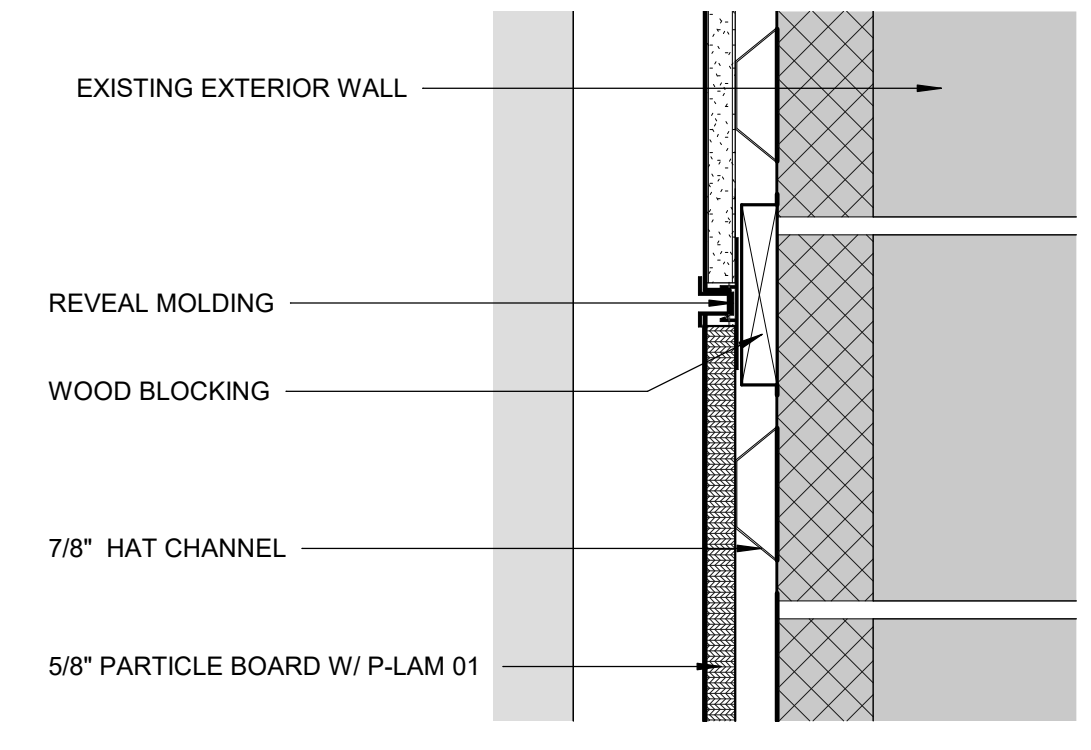 EXISTING EXTERIOR WALL
REVEAL MOLDING
WOOD BLOCKING
7/8" HAT CHANNEL
5/8" PARTICLE BOARD W/ P-LAM 01